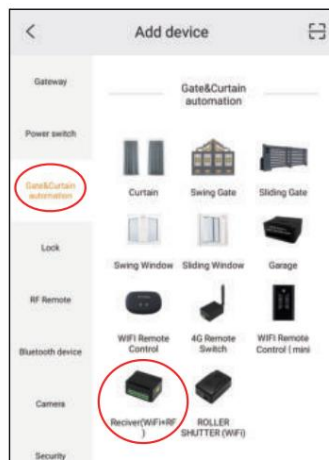 Add device
Gateway
Power switch
Gate&Curtain
automation
Lock
RF Remote
Bluetooth device
Camera
Security
Gate&Curtain
automation
Curtain
Swing Gate
Sliding Gate
Swing Window
Sliding Window
Garage
WIFI Remote
Control
4G Remote
Switch
WIFI Remote
Control ( mini
Reciver(WiFi+RF
)
ROLLER
SHUTTER (WiFi)